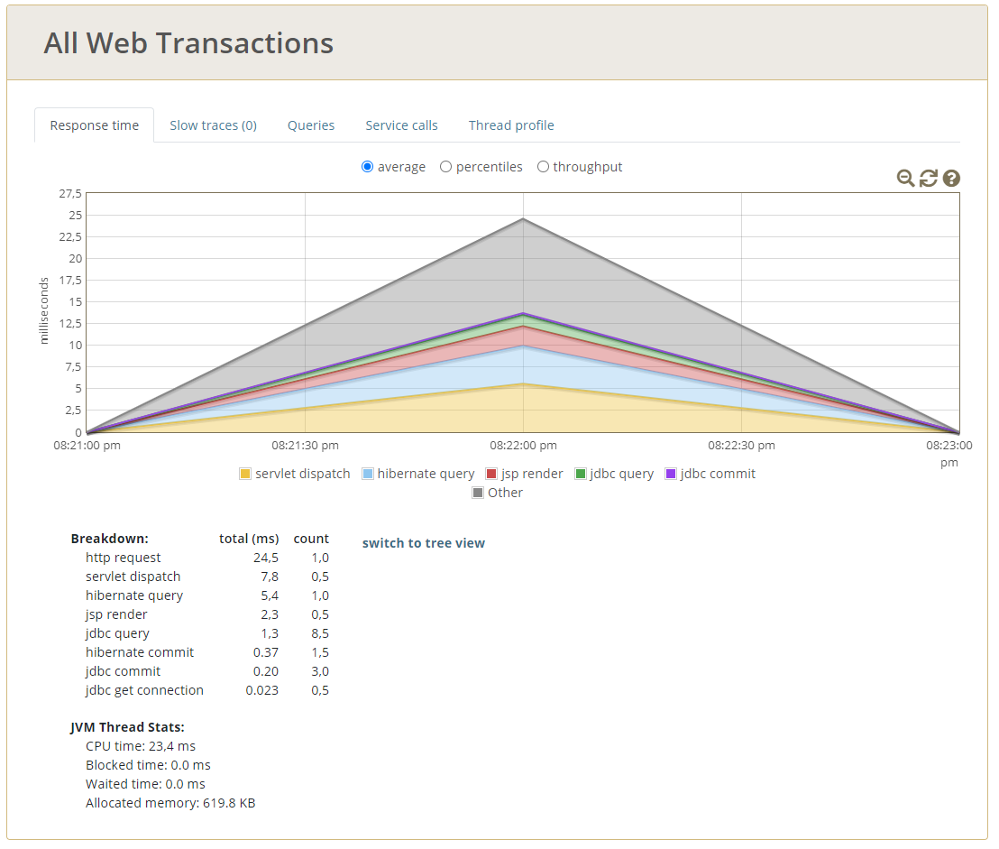 All Web Transactions
Response time Slow traces (0) Queries Service calls Thread profile
average percentiles throughput
27,5
25
22,5
20
17,5
15
12,5
10
7,5
5
2,5
0
milliseconds
08:21:00 pm 08:21:30 pm 08:22:00 pm 08:22:30 pm 08:23:00 pm
servlet dispatch hibernate query jsp render jdbc query jdbc commit
Other
Breakdown: total (ms) count
http request 24,5 1,0
servlet dispatch 7,8 0,5
hibernate query 5,4 1,0
jsp render 2,3 0,5
jdbc query 1,3 8,5
hibernate commit 0.37 1,5
jdbc commit 0.20 3,0
jdbc get connection 0.023 0,5
switch to tree view
JVM Thread Stats:
CPU time: 23,4 ms
Blocked time: 0.0 ms
Waited time: 0.0 ms
Allocated memory: 619.8 KB